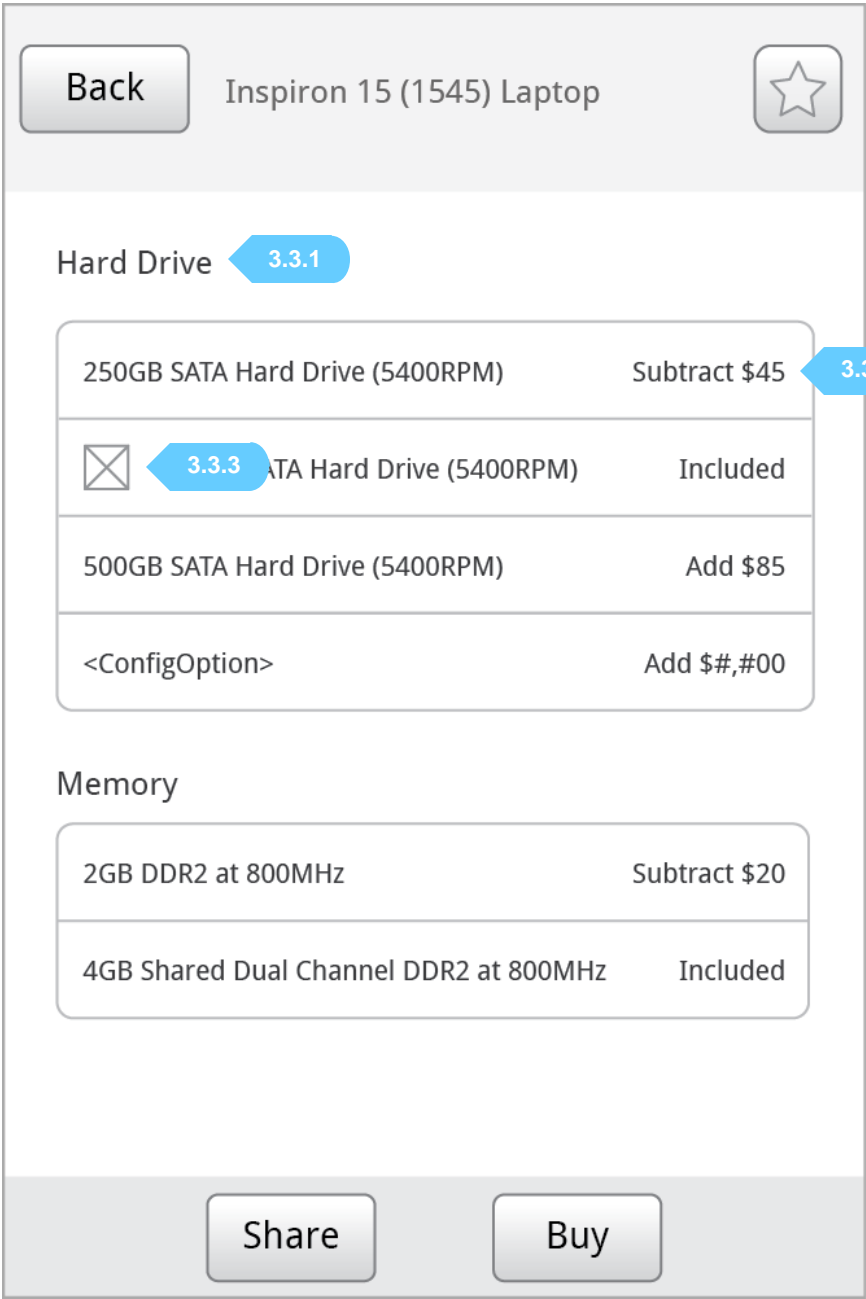 Back
Inspiron 15 (1545) Laptop
Hard Drive
3.3.1
250GB SATA Hard Drive (5400RPM) Subtract $45
3.3.3 Hard Drive (5400RPM) Included
500GB SATA Hard Drive (5400RPM) Add $85
<ConfigOption> Add $#,#00
Memory
2GB DDR2 at 800MHz Subtract $20
4GB Shared Dual Channel DDR2 at 800MHz Included
Share
Buy